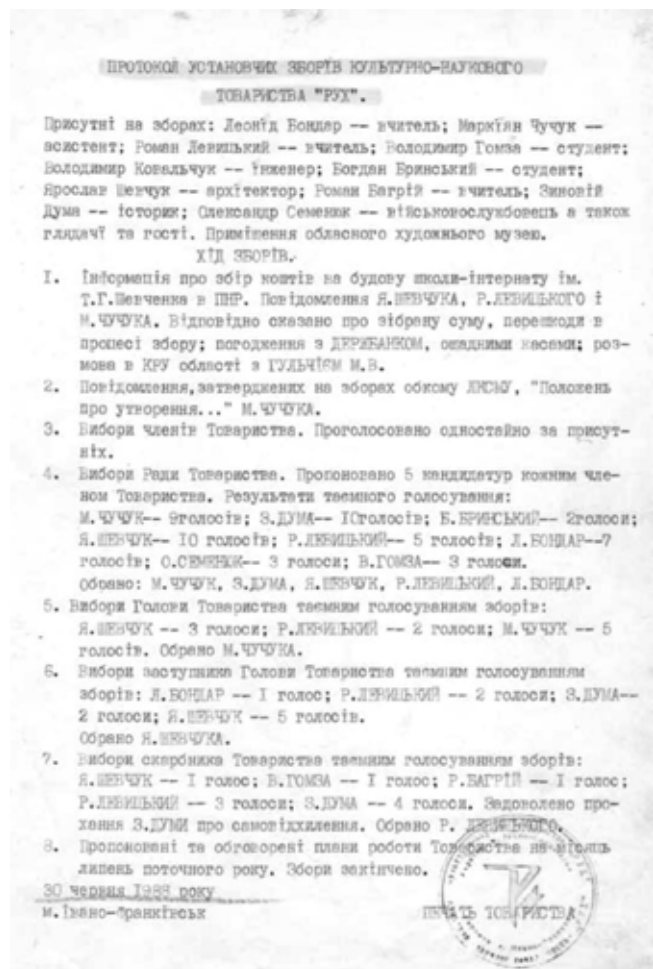 ПРОТОКОЛ УСТАНОВЧИХ ЗБОРІВ КУЛЬТУРНО-НАУКОВОГО
ТОВАРИСТВА "РУХ".
Присутні на зборах: Леонід Бондар -- вчитель; Маркіян Чучук --
асистент; Роман Левицький -- вчитель; Володимир Гомза -- студент;
Володимир Ковальчук -- інженер; Богдан Бринський -- студент;
Ярослав Шевчук -- архітектор; Роман Багрій -- вчитель; Зиновій
Дума -- історик; Олександр Семенюк -- військовослужбовець а також
глядачі та гості. Приміщення обласного художнього музею.
ХІД ЗБОРІВ.
I. Інформація про збір коштів на будову школи-інтернату ім.
Т.Г.Шевченка в ПНР. Повідомлення Я.ШЕВЧУКА, Р.ЛЕВИЦЬКОГО і
М.ЧУЧУКА. Відповідно сказано про зібрану суму, перешкоди в
процесі збору; погодження з ДЕРЖБАНКОМ, ощадними касами; роз-
мова в КРУ області з ГУЛЬЧІЄМ М.В.
2. Повідомлення,затверджених на зборах обкому ЛКСМУ, "Положень
про утворення..." М.ЧУЧУКА.
3. Вибори членів Товариства. Проголосовано одностайно за присут-
ніх.
4. Вибори Ради Товариства. Пропоновано 5 кандидатур кожним чле-
ном Товариства. Результати таємного голосування:
М.ЧУЧУК-- 9голосів; З.ДУМА-- IОголосів; Б.БРИНСЬКИЙ-- 2голоси;
Я.ШЕВЧУК-- IО голосів; Р.ЛЕВИЦЬКИЙ-- 5 голосів; Л.БОНДАР--7
голосів; О.СЕМЕНЮК-- 3 голоси; В.ГОМЗА-- 3 голоси.
Обрано: М.ЧУЧУК, З.ДУМА, Я.ШЕВЧУК, Р.ЛЕВИЦЬКИЙ, Л.БОНДАР.
5. Вибори Голови Товариства таємним голосуванням зборів:
Я.ШЕВЧУК -- 3 голоси; Р.ЛЕВИЦЬКИЙ -- 2 голоси; М.ЧУЧУК -- 5
голосів. Обрано М.ЧУЧУКА.
6. Вибори заступника Голови Товариства таємним голосуванням
зборів: Л.БОНДАР -- I голос; Р.ЛЕВИЦЬКИЙ -- 2 голоси; З.ДУМА--
2 голоси; Я.ШЕВЧУК -- 5 голосів.
Обрано Я.ШЕВЧУКА.
7. Вибори скарбника Товариства таємним голосуванням зборів:
Я.ШЕВЧУК -- I голос; В.ГОМЗА -- I голос; Р.БАГРІЙ -- I голос;
Р.ЛЕВИЦЬКИЙ -- 3 голоси; З.ДУМА -- 4 голоси. Задоволено про-
хання З.ДУМИ про самовідхилення. Обрано Р. ЛЕВИЦЬКОГО.
8. Пропоновані та обговорені плани роботи Товариства на місяць
липень поточного року. Збори закінчено.
30 червня 1988 року
м.Івано-Франківськ ПЕЧАТЬ ТОВАРИСТВА